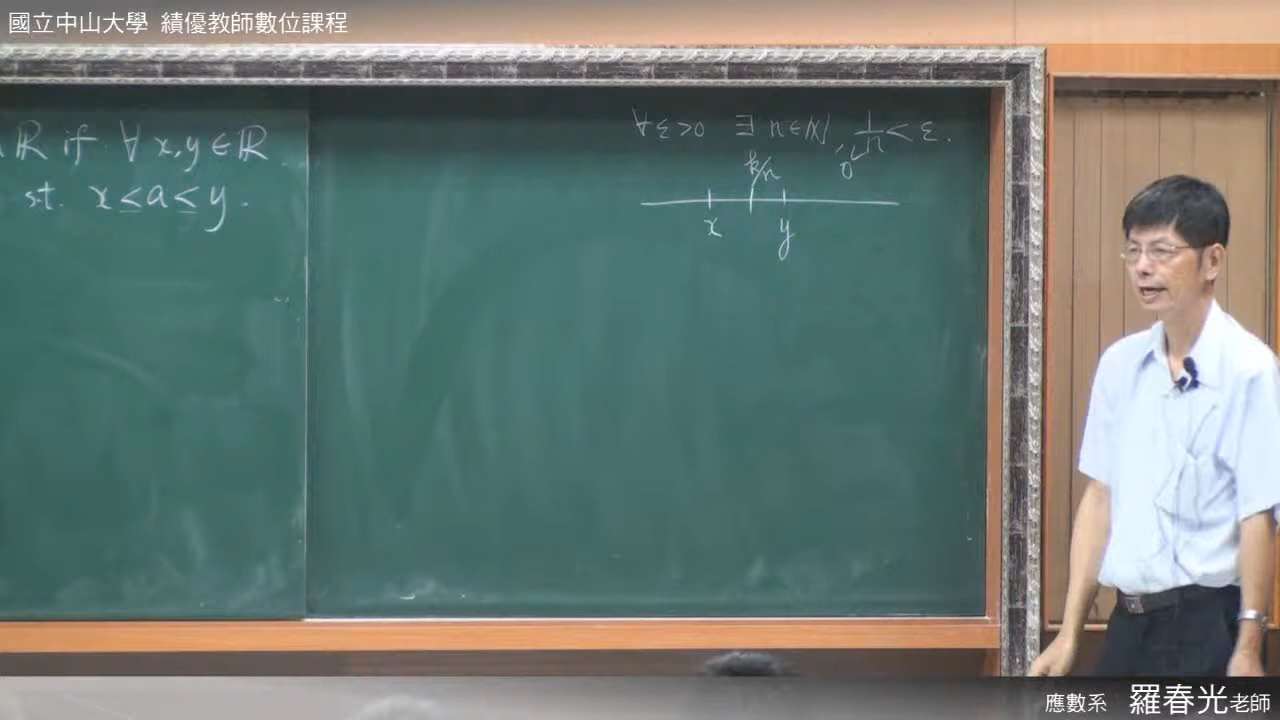 國立中山大學 績優教師數位課程
ℝ if ∀ x,y ∈ ℝ
st. x ≤ a ≤ y.
∀ ε>0 ∃ n∈ℕ, 1/n < ε.
0
k/n
x y
應數系 羅春光老師